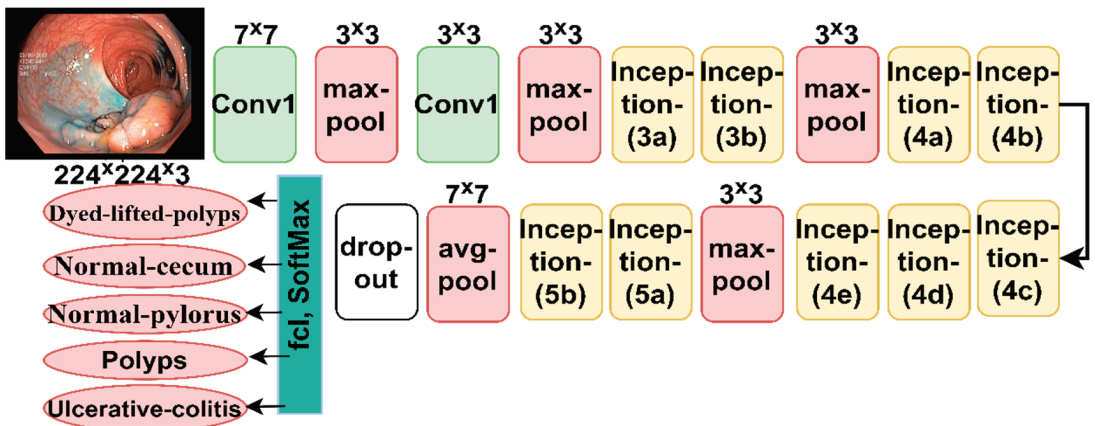 7x7
3x3
3x3
3x3
3x3
Conv1
max-
pool
Conv1
max-
pool
Incep-
tion-
(3a)
Incep-
tion-
(3b)
max-
pool
Incep-
tion-
(4a)
Incep-
tion-
(4b)
224x224x3
Dyed-lifted-polyps
Normal-cecum
Normal-pylorus
Polyps
Ulcerative-colitis
fcl, SoftMax
drop-
out
7x7
avg-
pool
Incep-
tion-
(5b)
Incep-
tion-
(5a)
3x3
max-
pool
Incep-
tion-
(4e)
Incep-
tion-
(4d)
Incep-
tion-
(4c)